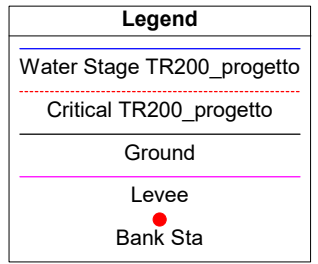 Legend
Water Stage TR200_progetto
Critical TR200_progetto
Ground
Levee
Bank Sta